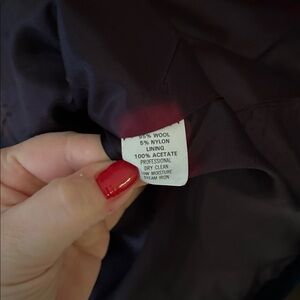 95% WOOL
5% NYLON
LINING
100% ACETATE
PROFESSIONAL
DRY CLEAN
LOW MOISTURE
STEAM IRON